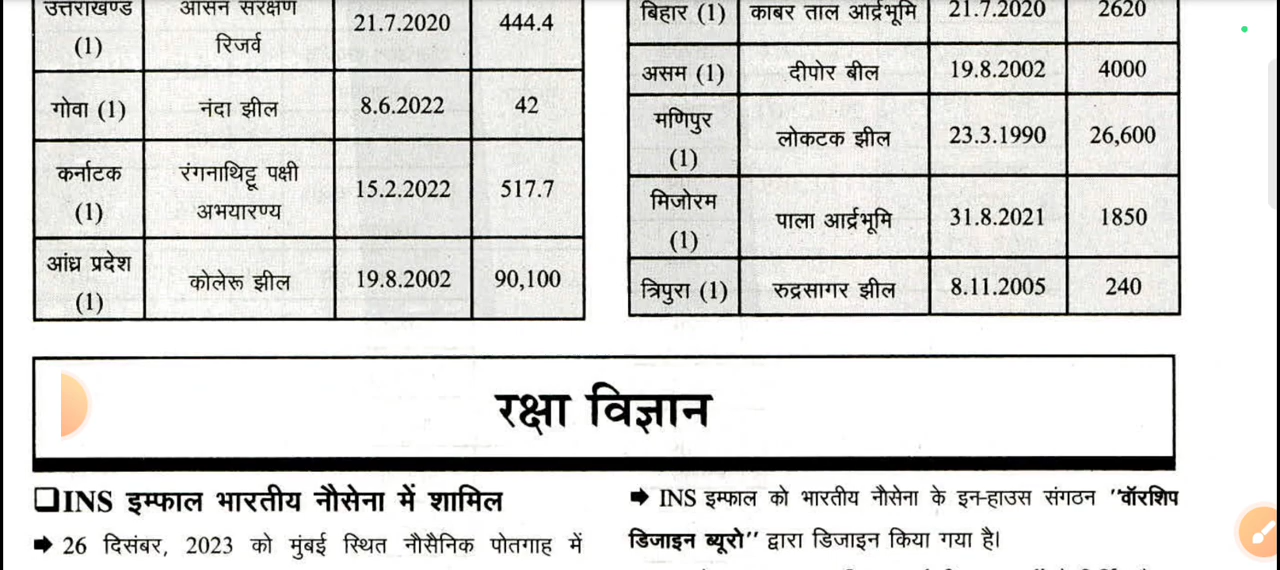 उत्तराखण्ड (1) आसन संरक्षण रिजर्व 21.7.2020 444.4
गोवा (1) नंदा झील 8.6.2022 42
कर्नाटक (1) रंगनाथिट्टू पक्षी अभयारण्य 15.2.2022 517.7
आंध्र प्रदेश (1) कोलेरू झील 19.8.2002 90,100
बिहार (1) काबर ताल आर्द्रभूमि 21.7.2020 2620
असम (1) दीपोर बील 19.8.2002 4000
मणिपुर (1) लोकटक झील 23.3.1990 26,600
मिजोरम (1) पाला आर्द्रभूमि 31.8.2021 1850
त्रिपुरा (1) रुद्रसागर झील 8.11.2005 240
रक्षा विज्ञान
❑INS इम्फाल भारतीय नौसेना में शामिल
➡ 26 दिसंबर, 2023 को मुंबई स्थित नौसैनिक पोतगाह में
➡ INS इम्फाल को भारतीय नौसेना के इन-हाउस संगठन ''वॉरशिप
डिजाइन ब्यूरो'' द्वारा डिजाइन किया गया है।